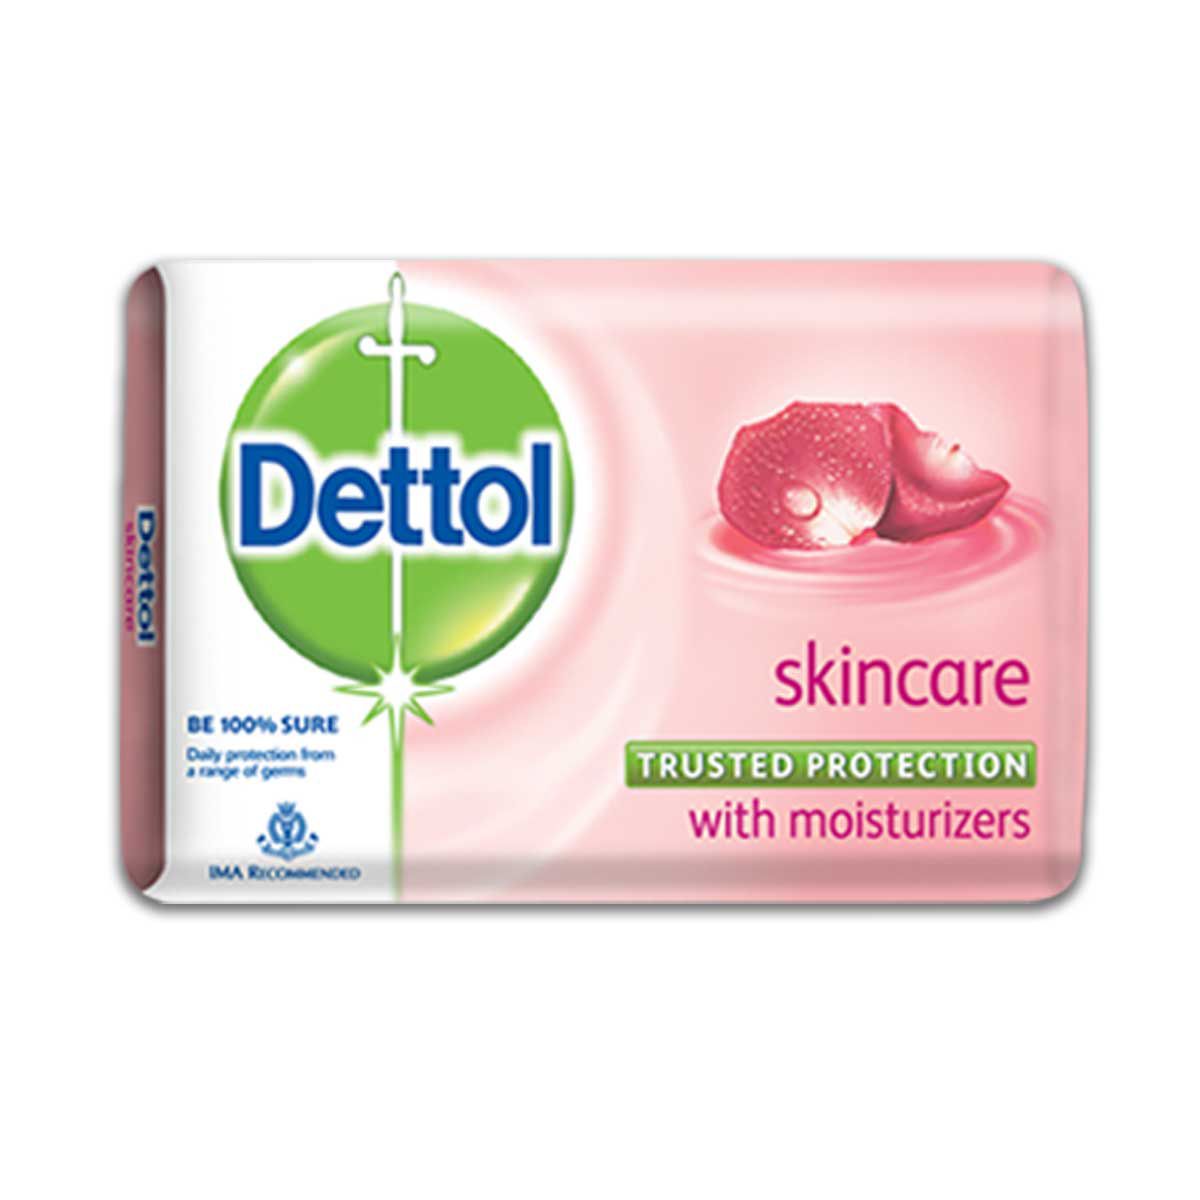 Dettol
skincare
Dettol
BE 100% SURE
Daily protection from
a range of germs
IMA RECOMMENDED
skincare
TRUSTED PROTECTION
with moisturizers